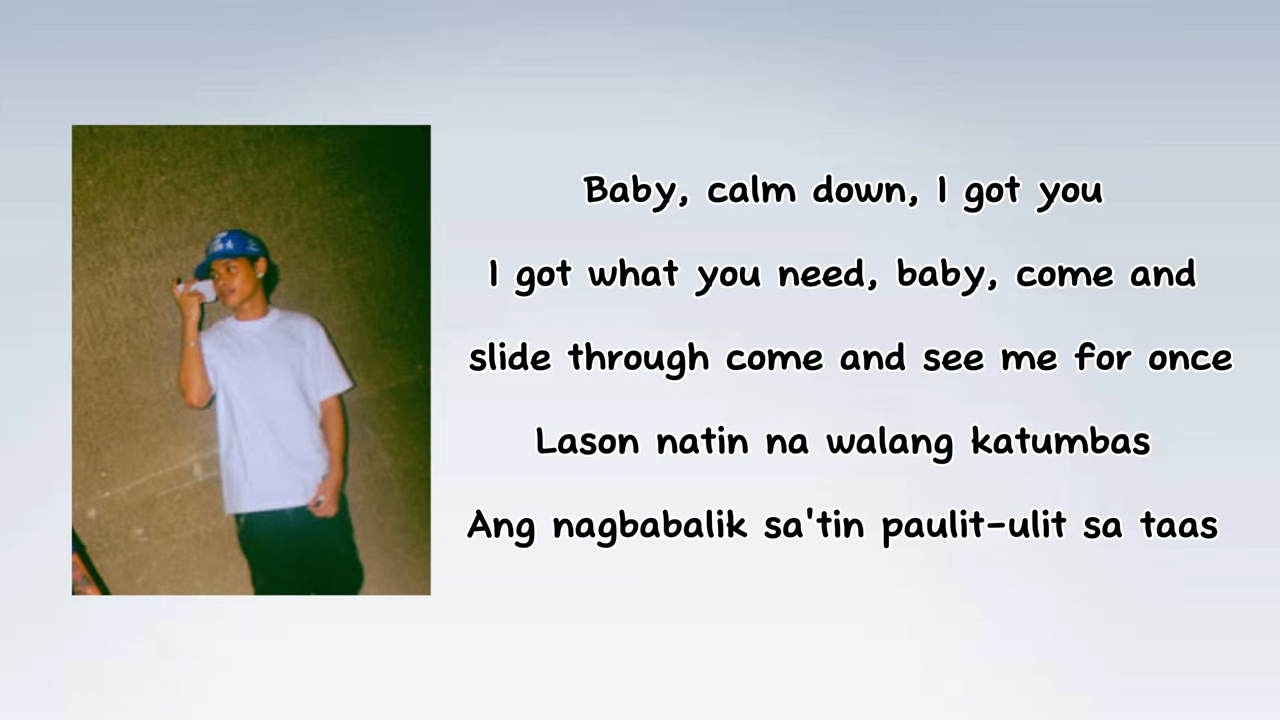 Baby, calm down, I got you
I got what you need, baby, come and
slide through come and see me for once
Lason natin na walang katumbas
Ang nagbabalik sa'tin paulit-ulit sa taas